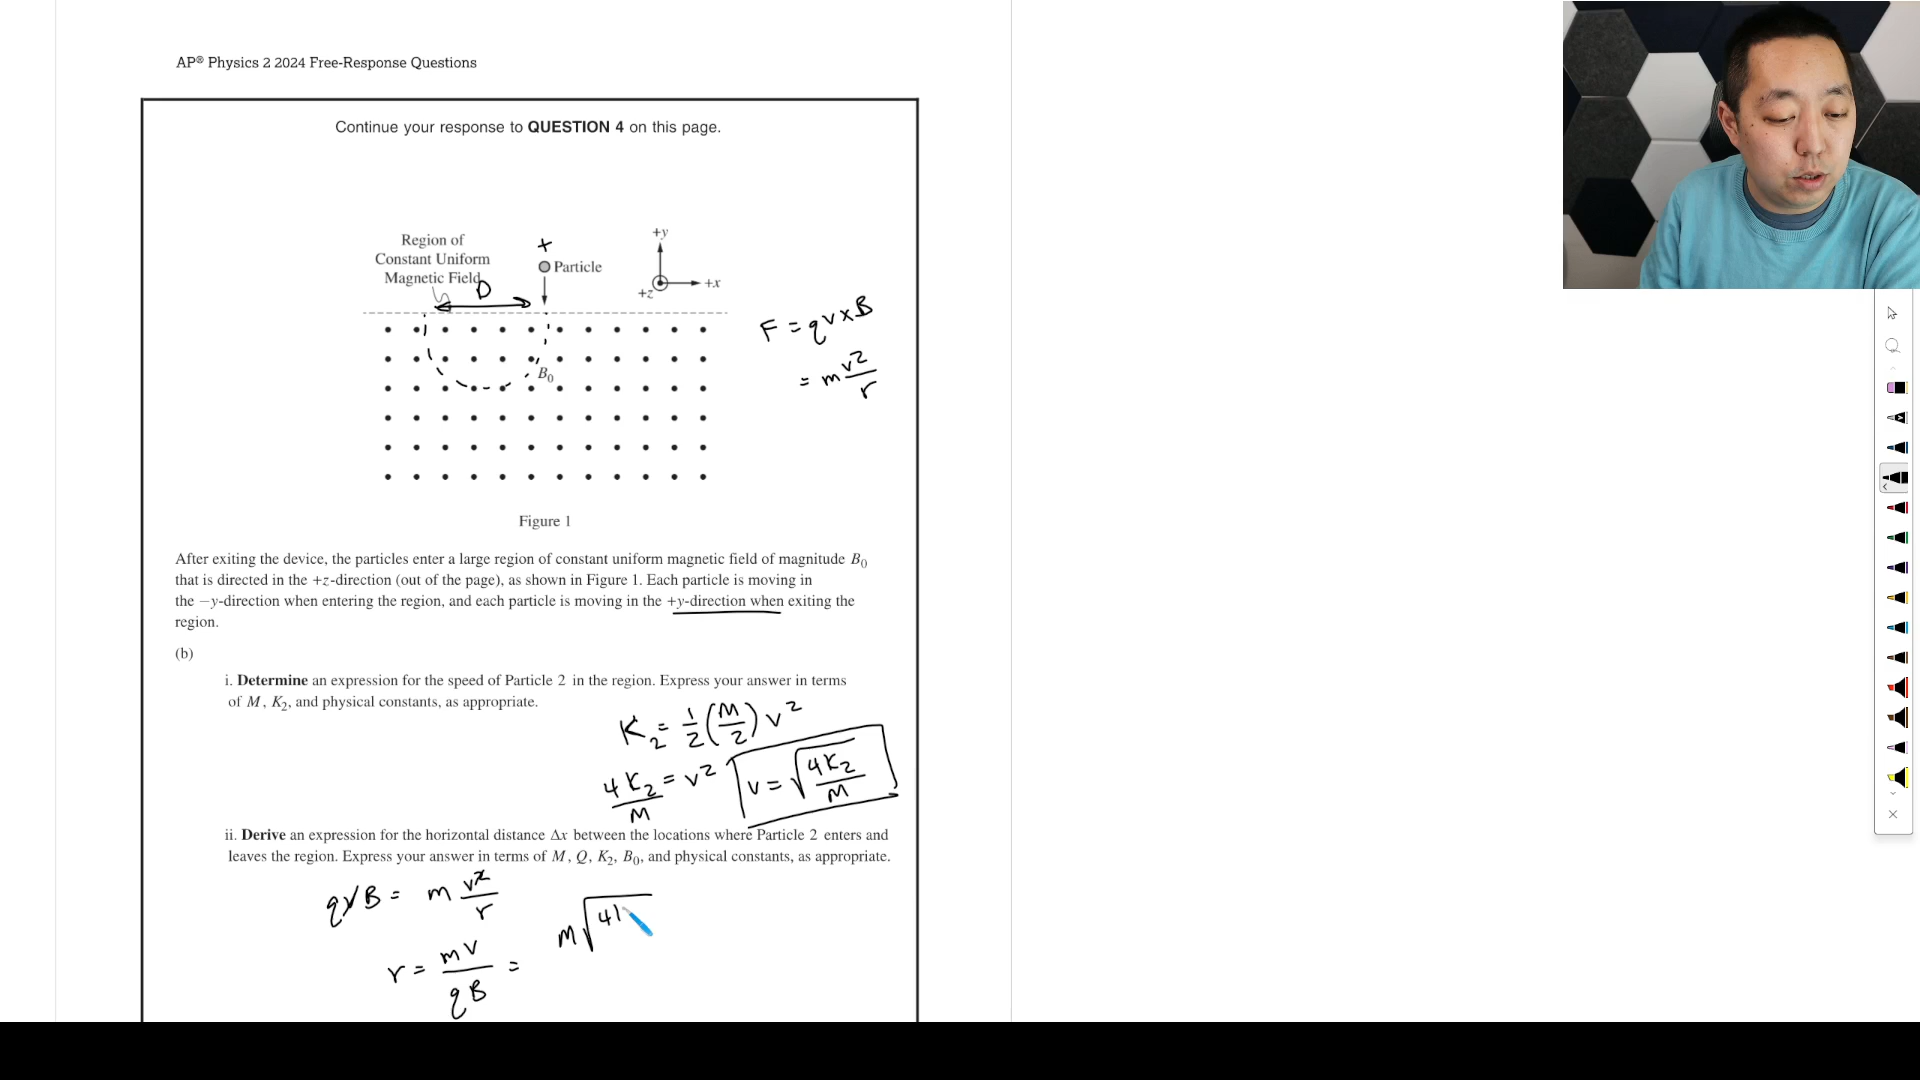 AP® Physics 2 2024 Free-Response Questions
Continue your response to QUESTION 4 on this page.
Region of
Constant Uniform
Magnetic Field
D
+
Particle
+y
+x
+z
B₀
F = qv×B
= m v²/r
Figure 1
After exiting the device, the particles enter a large region of constant uniform magnetic field of magnitude B₀
that is directed in the +z-direction (out of the page), as shown in Figure 1. Each particle is moving in
the −y-direction when entering the region, and each particle is moving in the +y-direction when exiting the
region.
(b)
i. Determine an expression for the speed of Particle 2 in the region. Express your answer in terms
of M, K₂, and physical constants, as appropriate.
K₂ = 1/2 (M/2) v²
4K₂/M = v²
v = √(4K₂/M)
ii. Derive an expression for the horizontal distance Δx between the locations where Particle 2 enters and
leaves the region. Express your answer in terms of M, Q, K₂, B₀, and physical constants, as appropriate.
qvB = m v²/r
r = mv/qB = m√4